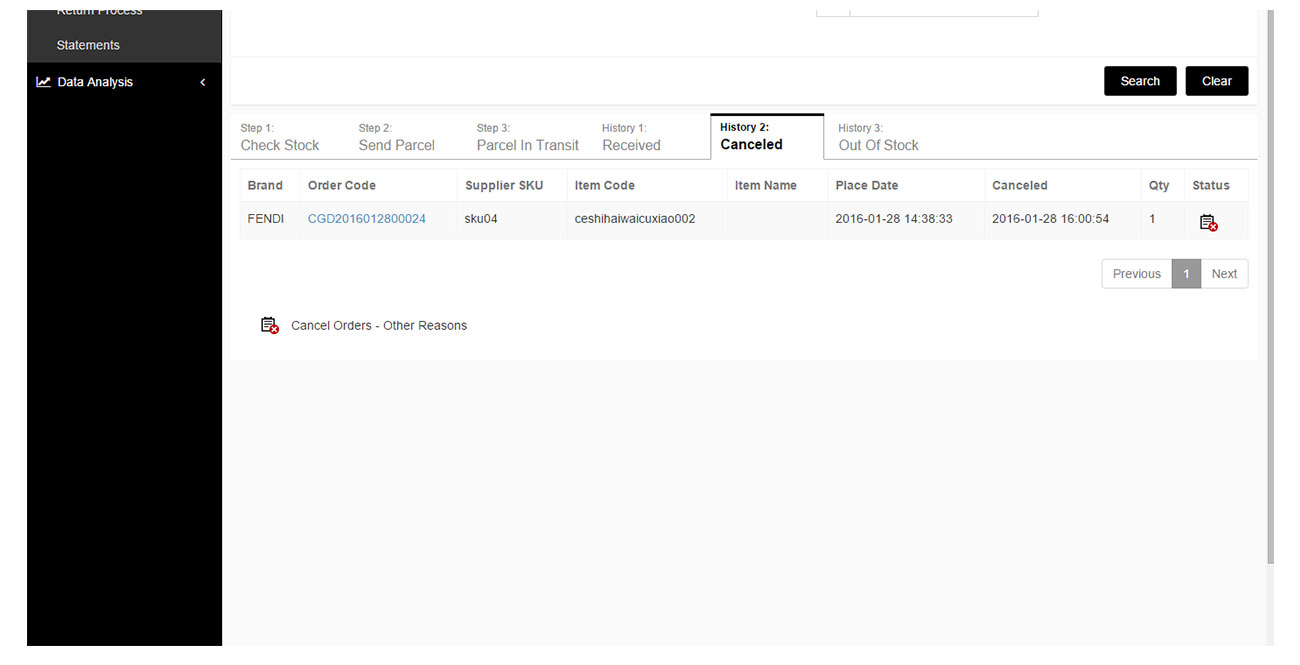 Return Process
Statements
Data Analysis
Search Clear
Step 1: Step 2: Step 3: History 1: History 2: History 3:
Check Stock Send Parcel Parcel In Transit Received Canceled Out Of Stock
Brand Order Code Supplier SKU Item Code Item Name Place Date Canceled Qty Status
FENDI CGD2016012800024 sku04 ceshihaiwaicuxiao002 2016-01-28 14:38:33 2016-01-28 16:00:54 1
Previous 1 Next
Cancel Orders - Other Reasons